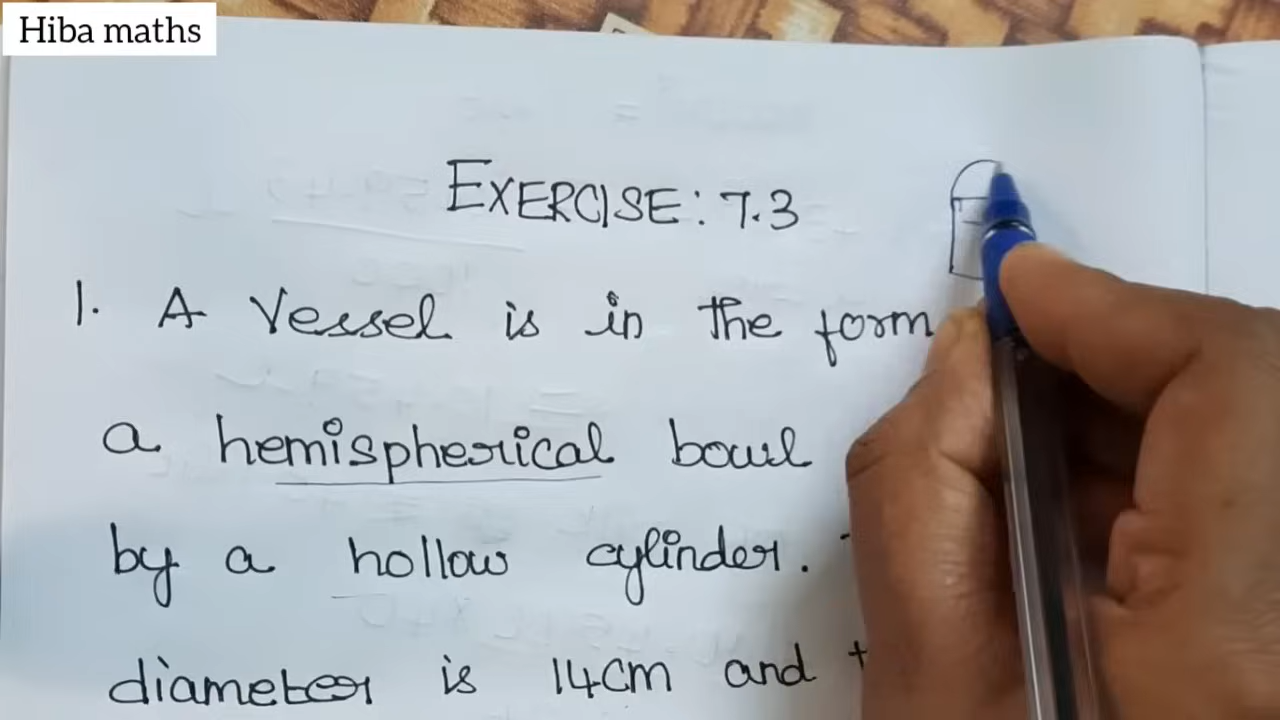 Hiba maths
EXERCISE: 7.3
1. A Vessel is in the form
a hemispherical bowl
by a hollow cylinder.
diameter is 14cm and